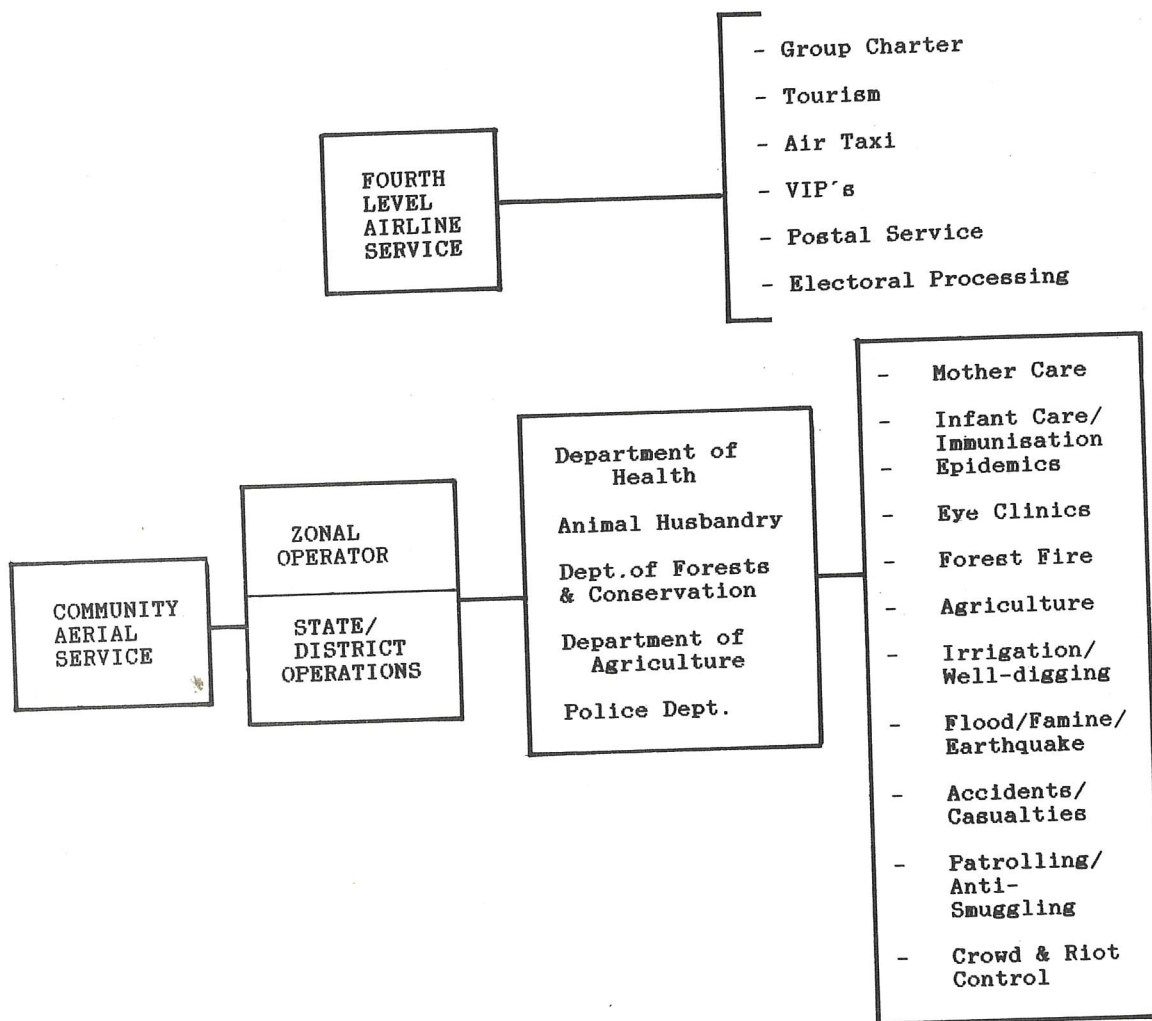 FOURTH
LEVEL
AIRLINE
SERVICE
- Group Charter
- Tourism
- Air Taxi
- VIP´s
- Postal Service
- Electoral Processing
COMMUNITY
AERIAL
SERVICE
ZONAL
OPERATOR
STATE/
DISTRICT
OPERATIONS
Department of
Health
Animal Husbandry
Dept.of Forests
& Conservation
Department of
Agriculture
Police Dept.
- Mother Care
- Infant Care/
Immunisation
- Epidemics
- Eye Clinics
- Forest Fire
- Agriculture
- Irrigation/
Well-digging
- Flood/Famine/
Earthquake
- Accidents/
Casualties
- Patrolling/
Anti-
Smuggling
- Crowd & Riot
Control